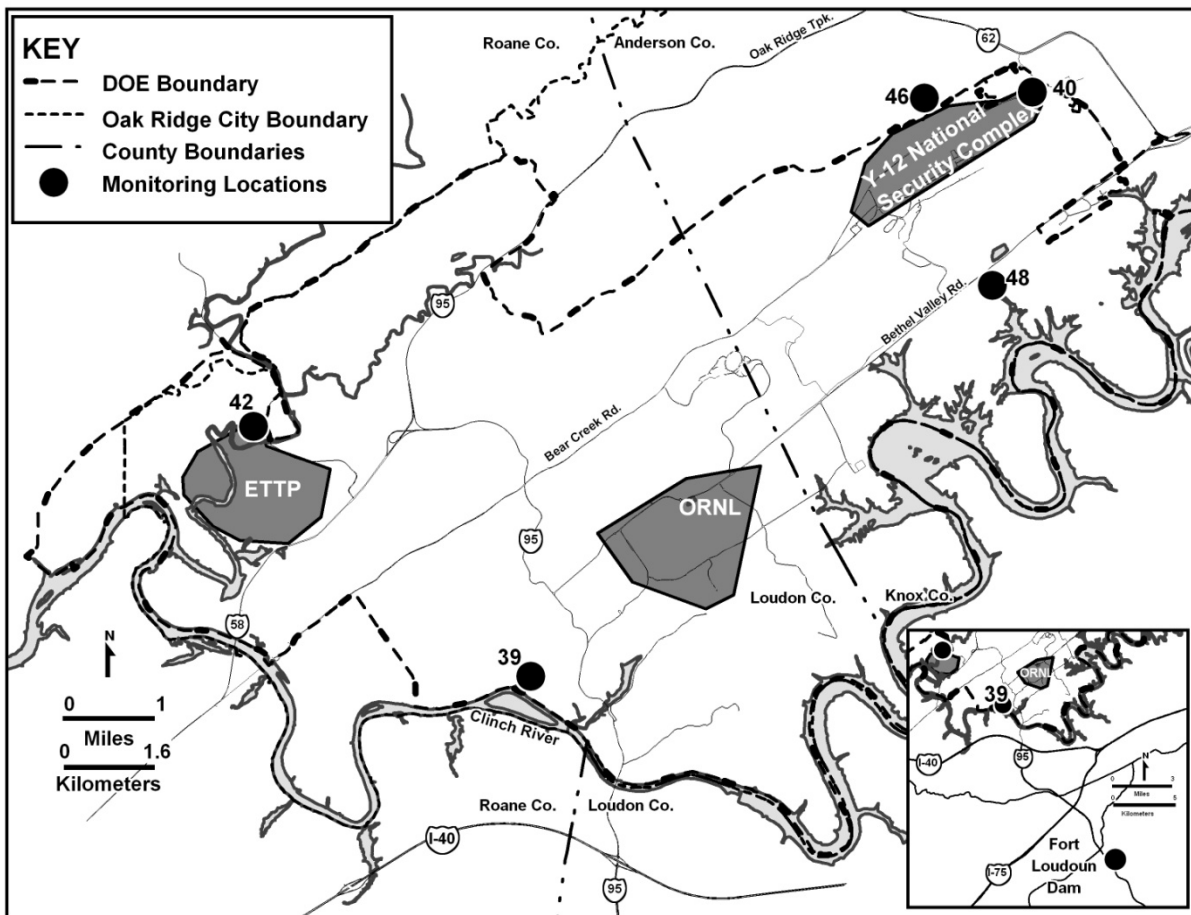 KEY
DOE Boundary
Oak Ridge City Boundary
County Boundaries
Monitoring Locations
Roane Co.
Anderson Co.
Oak Ridge Tpk.
62
46
40
Y-12 National
Security Complex
48
Bethel Valley Rd.
95
42
ETTP
Bear Creek Rd.
ORNL
95
Loudon Co.
Knox Co.
58
39
Clinch River
N
0 1
Miles
0 1.6
Kilometers
Roane Co.
Loudon Co.
I-40
95
ORNL
39
I-40
95
N
0 3
Miles
0 5
Kilometers
Fort
Loudoun
Dam
I-75